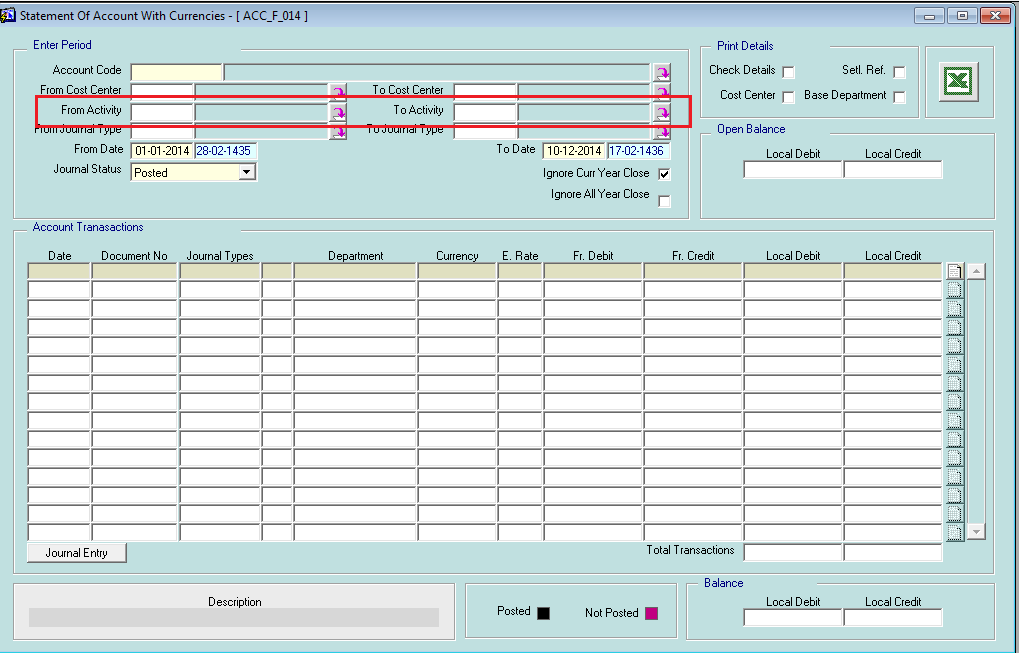 Statement Of Account With Currencies - [ ACC_F_014 ]
Enter Period
Account Code
From Cost Center To Cost Center
From Activity To Activity
From Journal Type To Journal Type
From Date 01-01-2014 28-02-1435 To Date 10-12-2014 17-02-1436
Journal Status Posted Ignore Curr Year Close
Ignore All Year Close
Print Details
Check Details Setl. Ref.
Cost Center Base Department
Open Balance
Local Debit Local Credit
Account Tranasactions
Date Document No Journal Types Department Currency E. Rate Fr. Debit Fr. Credit Local Debit Local Credit
Journal Entry Total Transactions
Description
Posted Not Posted
Balance
Local Debit Local Credit